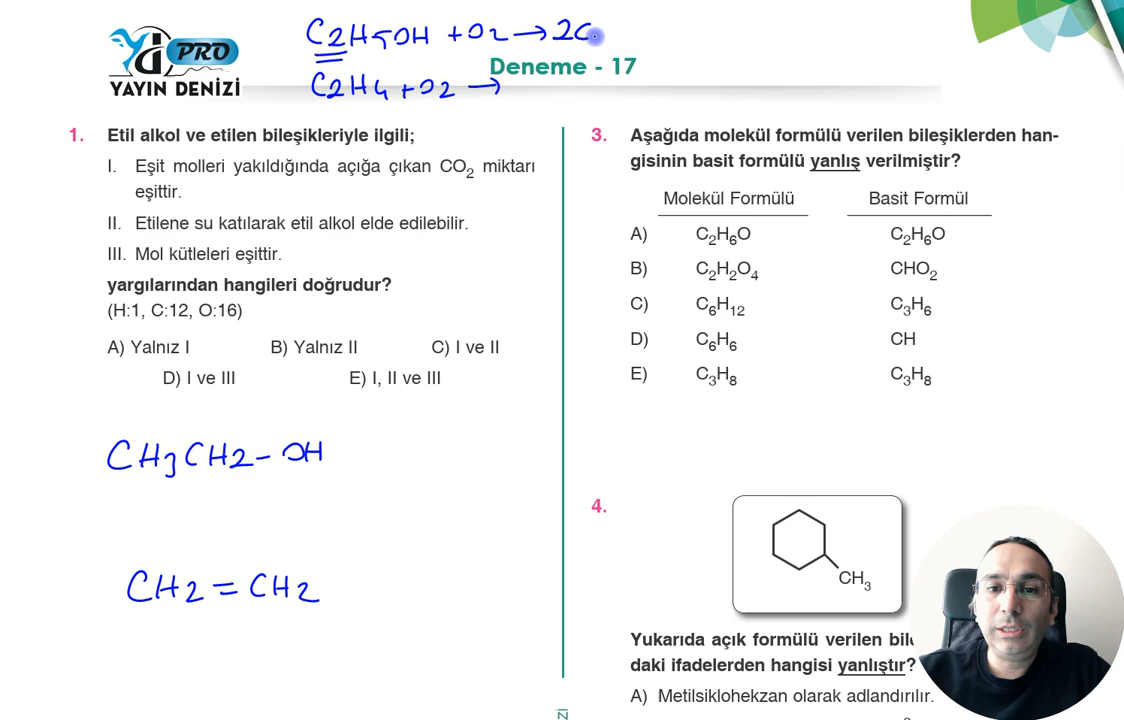 C2H5OH + O2 → 2C
C2H4 + O2 →
PRO
YAYIN DENİZİ
Deneme - 17
1. Etil alkol ve etilen bileşikleriyle ilgili;
I. Eşit molleri yakıldığında açığa çıkan CO2 miktarı
eşittir.
II. Etilene su katılarak etil alkol elde edilebilir.
III. Mol kütleleri eşittir.
yargılarından hangileri doğrudur?
(H:1, C:12, O:16)
A) Yalnız I B) Yalnız II C) I ve II
D) I ve III E) I, II ve III
CH3CH2-OH
CH2=CH2
3. Aşağıda molekül formülü verilen bileşiklerden han-
gisinin basit formülü yanlış verilmiştir?
Molekül Formülü Basit Formül
A) C2H6O C2H6O
B) C2H2O4 CHO2
C) C6H12 C3H6
D) C6H6 CH
E) C3H8 C3H8
4.
CH3
Yukarıda açık formülü verilen
daki ifadelerden hangisi yanlıştır?
A) Metilsiklohekzan olarak adlandırılır.